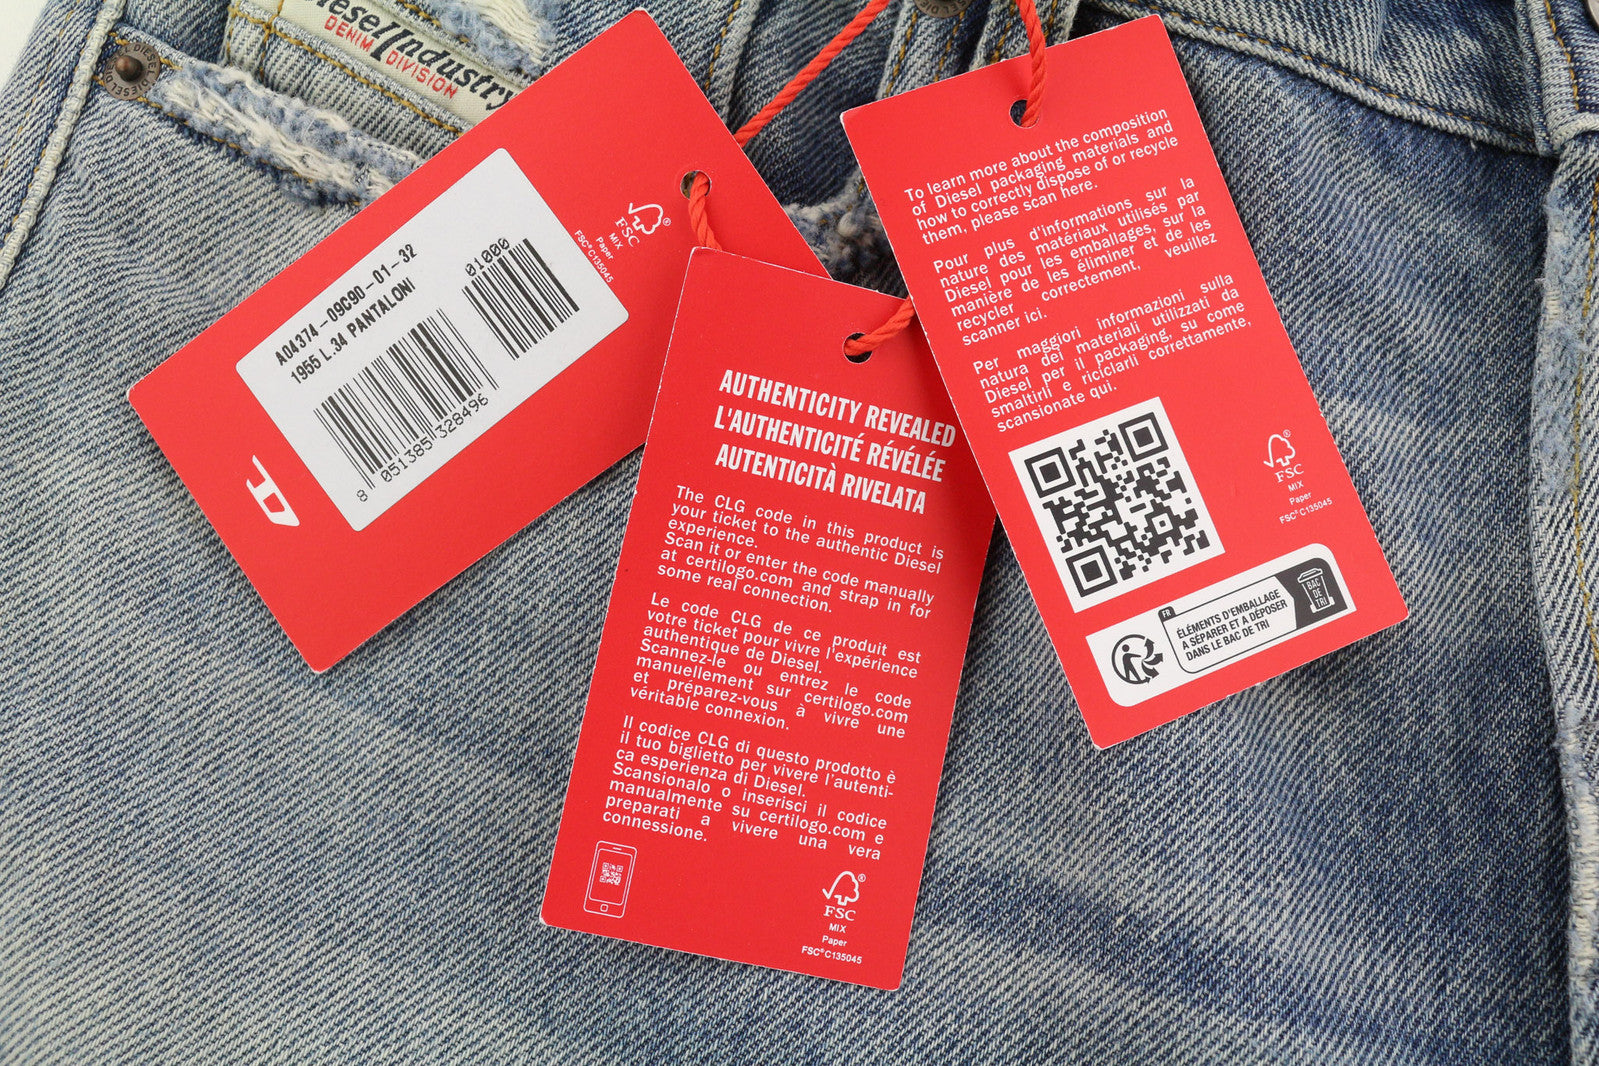 Diesel Industry
DENIM DIVISION
DIESEL
A04374-09C90-01-32
1955 L.34 PANTALONI
01000
8 051385 328496
FSC®
MIX
Paper
FSC® C135045
AUTHENTICITY REVEALED
L'AUTHENTICITÉ RÉVÉLÉE
AUTENTICITÀ RIVELATA
The CLG code in this product is
your ticket to the authentic Diesel
experience.
Scan it or enter the code manually
at certilogo.com and strap in for
some real connection.
Le code CLG de ce produit est
votre ticket pour vivre l'expérience
authentique de Diesel.
Scannez-le ou entrez le code
manuellement sur certilogo.com
et préparez-vous à vivre une
véritable connexion.
Il codice CLG di questo prodotto è
il tuo biglietto per vivere l'autenti-
ca esperienza di Diesel.
Scansionalo o inserisci il codice
manualmente su certilogo.com e
preparati a vivere una vera
connessione.
FSC®
MIX
Paper
FSC® C135045
To learn more about the composition
of Diesel packaging materials and
how to correctly dispose of or recycle
them, please scan here.
Pour plus d'informations sur la
nature des matériaux utilisés par
Diesel pour les emballages, sur la
manière de les éliminer et de les
recycler correctement, veuillez
scanner ici.
Per maggiori informazioni sulla
natura dei materiali utilizzati da
Diesel per il packaging, su come
smaltirli e riciclarli correttamente,
scansionate qui.
FSC®
MIX
Paper
FSC® C135045
FR
ÉLÉMENTS D'EMBALLAGE
A SÉPARER ET A DÉPOSER
DANS LE BAC DE TRI
BAC
DE
TRI